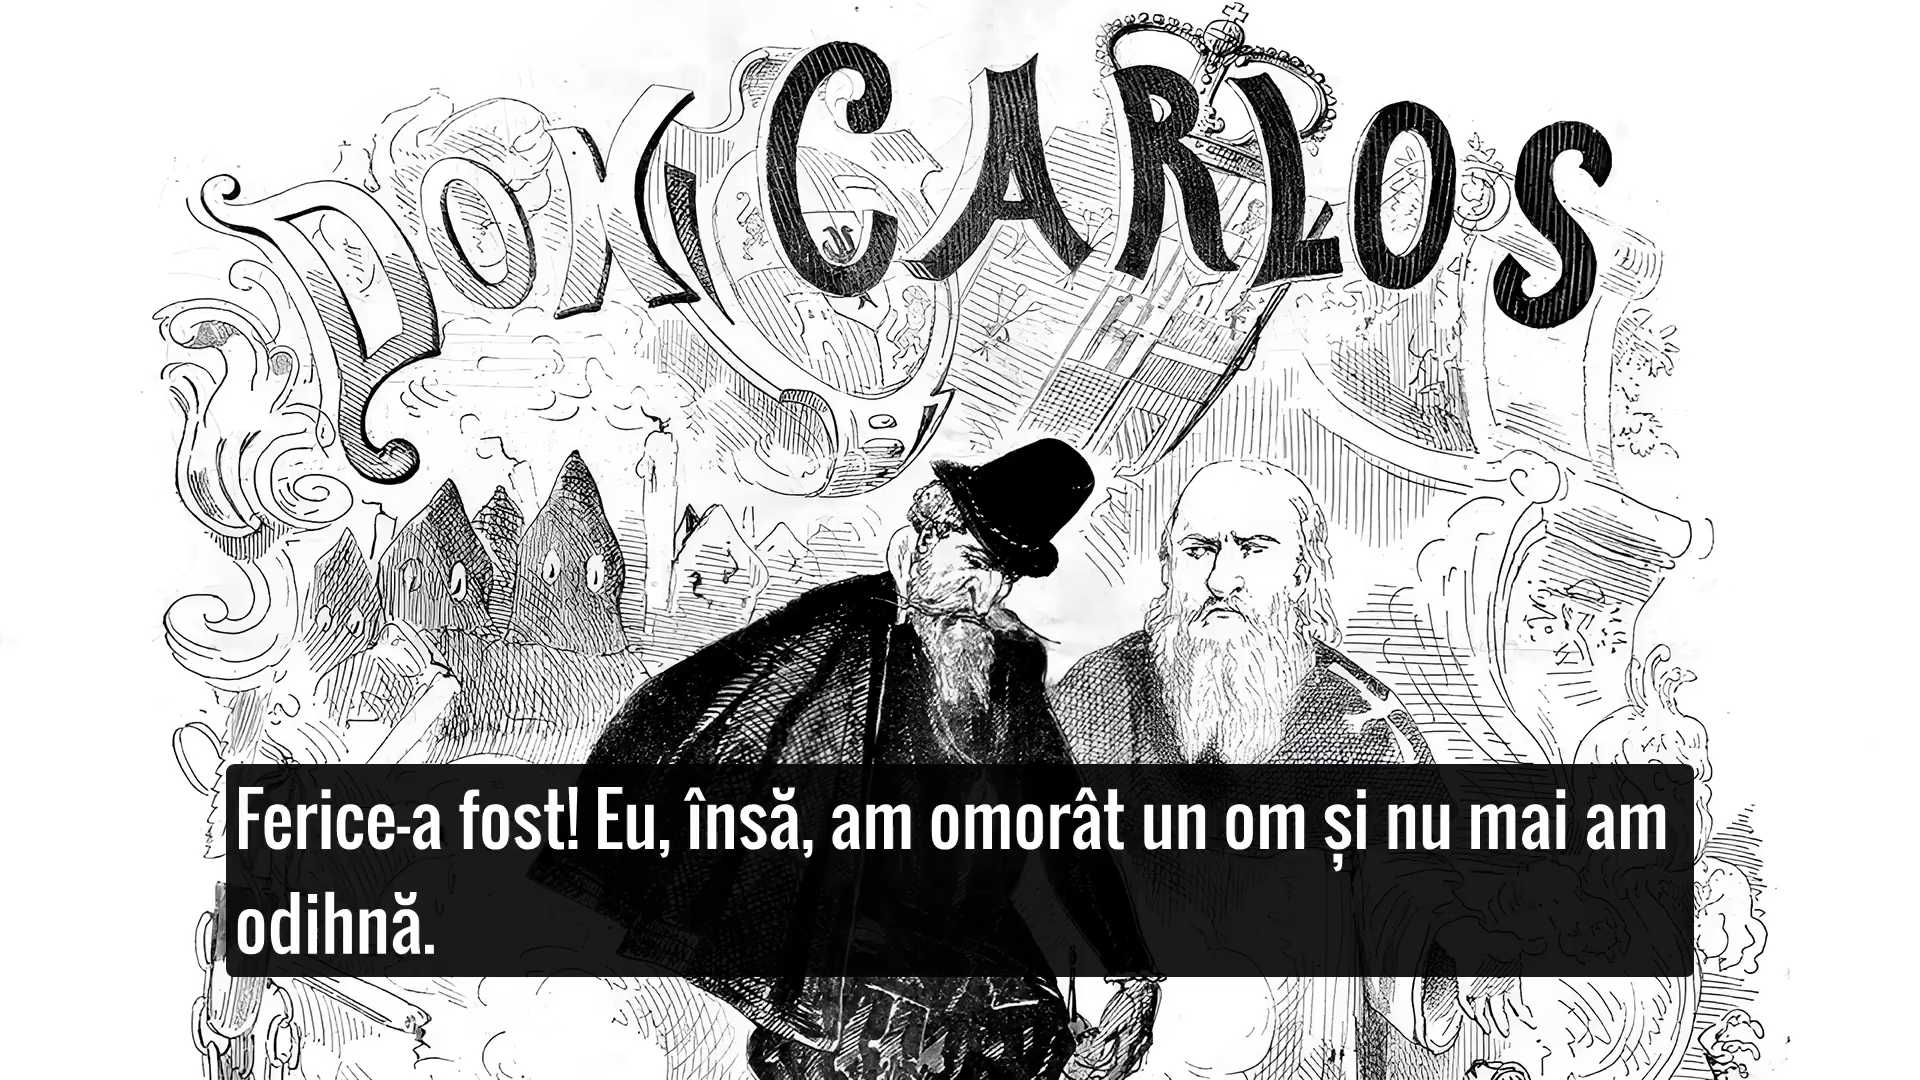 DON CARLOS
Ferice-a fost! Eu, însă, am omorât un om și nu mai am
odihnă.